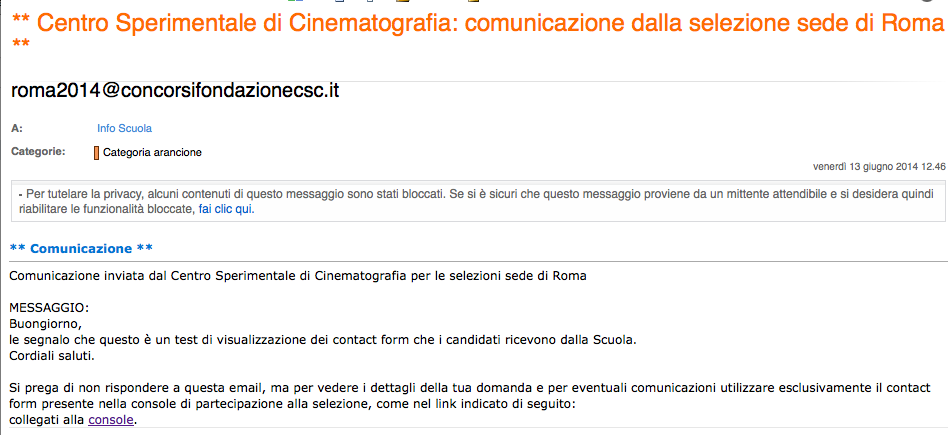 ** Centro Sperimentale di Cinematografia: comunicazione dalla selezione sede di Roma
**
roma2014@concorsifondazionecsc.it
A: Info Scuola
Categorie: Categoria arancione
venerdì 13 giugno 2014 12.46
- Per tutelare la privacy, alcuni contenuti di questo messaggio sono stati bloccati. Se si è sicuri che questo messaggio proviene da un mittente attendibile e si desidera quindi
riabilitare le funzionalità bloccate, fai clic qui.
** Comunicazione **
Comunicazione inviata dal Centro Sperimentale di Cinematografia per le selezioni sede di Roma
MESSAGGIO:
Buongiorno,
le segnalo che questo è un test di visualizzazione dei contact form che i candidati ricevono dalla Scuola.
Cordiali saluti.
Si prega di non rispondere a questa email, ma per vedere i dettagli della tua domanda e per eventuali comunicazioni utilizzare esclusivamente il contact
form presente nella console di partecipazione alla selezione, come nel link indicato di seguito:
collegati alla console.